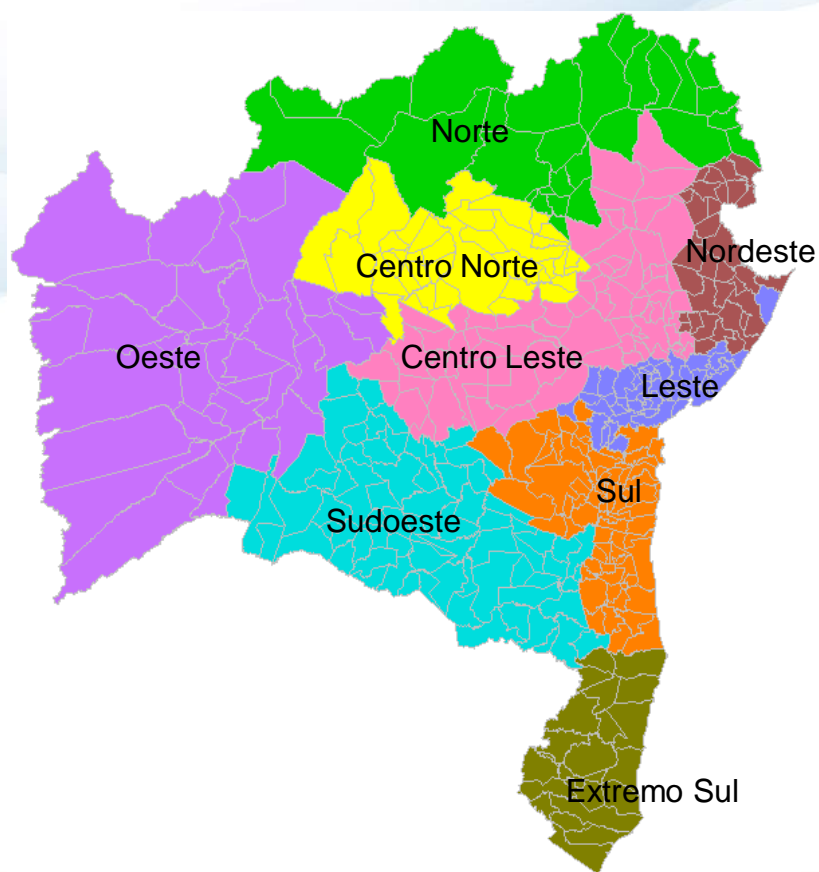 Norte
Nordeste
Centro Norte
Oeste
Centro Leste
Leste
Sul
Sudoeste
Extremo Sul